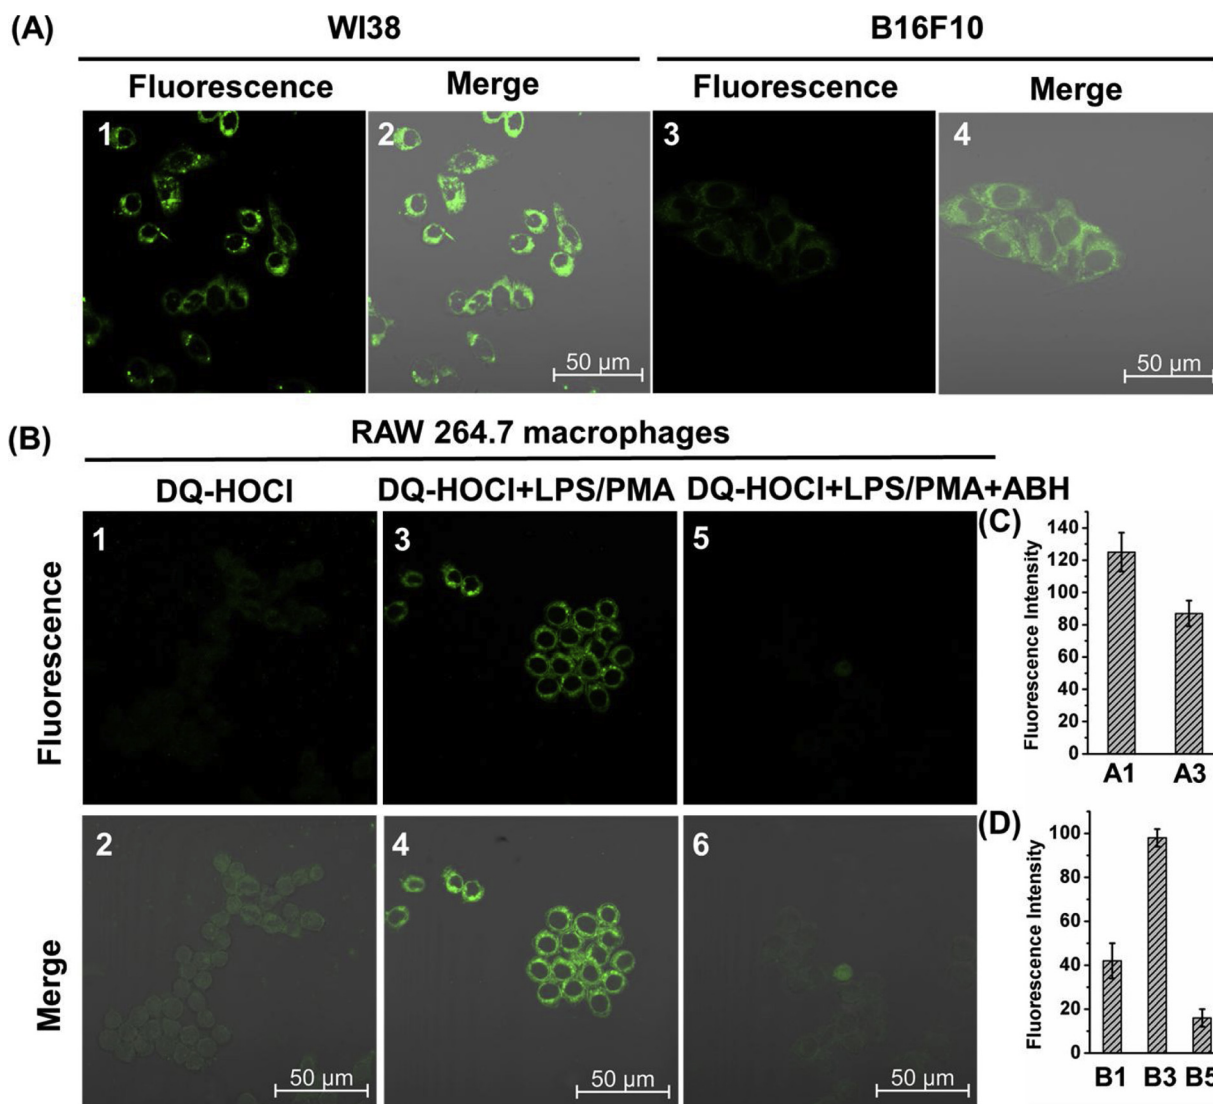 (A)
WI38
B16F10
Fluorescence
Merge
Fluorescence
Merge
1
2
3
4
50 µm
50 µm
(B)
RAW 264.7 macrophages
DQ-HOCl
DQ-HOCl+LPS/PMA
DQ-HOCl+LPS/PMA+ABH
Fluorescence
1
3
5
Merge
2
4
6
50 µm
50 µm
50 µm
(C)
Fluorescence Intensity
140
120
100
80
60
40
20
0
A1
A3
(D)
Fluorescence Intensity
100
80
60
40
20
0
B1
B3
B5